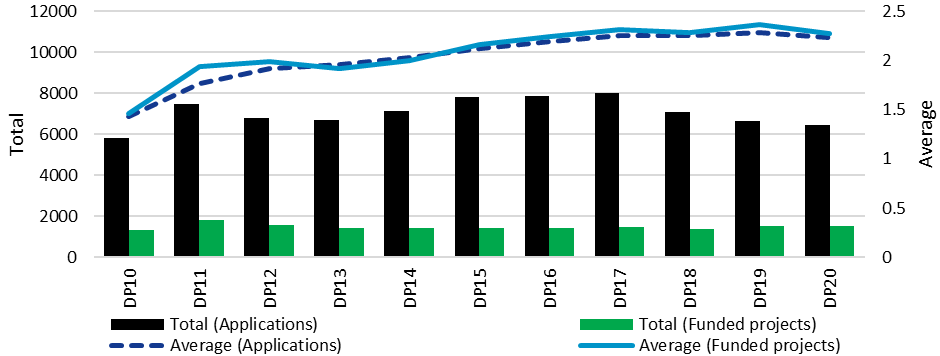 12000
10000
8000
6000
4000
2000
0
Total
2.5
2
1.5
1
0.5
0
Average
DP10 DP11 DP12 DP13 DP14 DP15 DP16 DP17 DP18 DP19 DP20
Total (Applications) Total (Funded projects)
Average (Applications) Average (Funded projects)